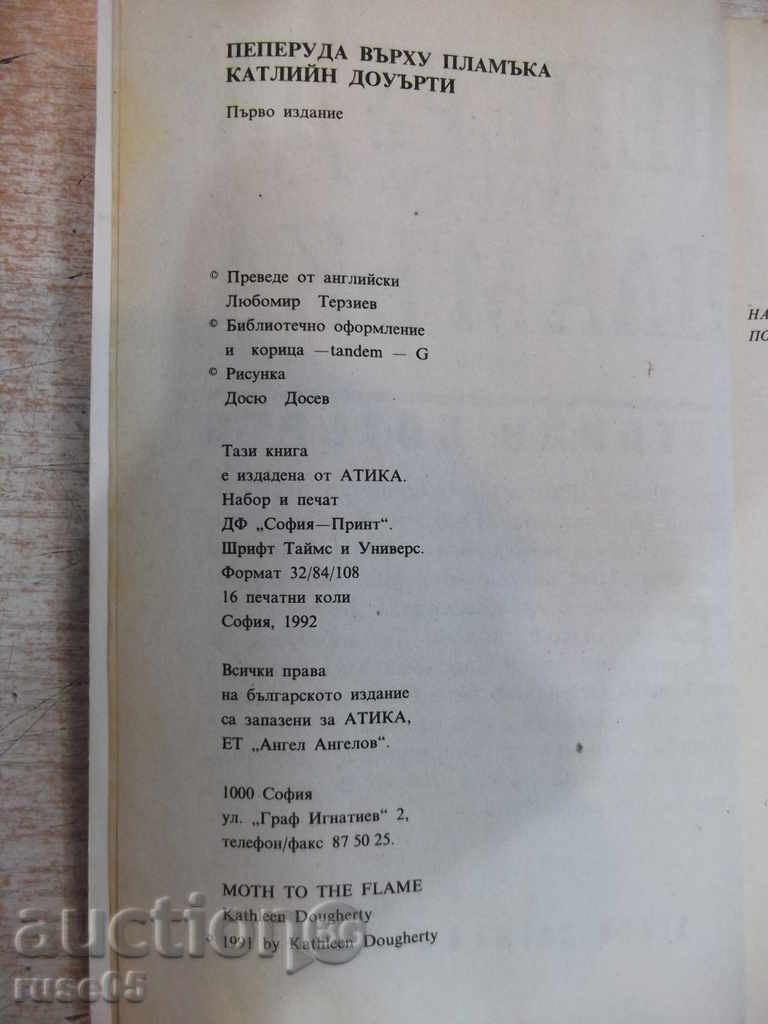 ПЕПЕРУДА ВЪРХУ ПЛАМЪКА
КАТЛИЙН ДОУЪРТИ
Първо издание
© Преведе от английски
Любомир Терзиев
© Библиотечно оформление
и корица —tandem — G
© Рисунка
Досю Досев
Тази книга
е издадена от АТИКА.
Набор и печат
ДФ „София—Принт“.
Шрифт Таймс и Универс.
Формат 32/84/108
16 печатни коли
София, 1992
Всички права
на българското издание
са запазени за АТИКА,
ЕТ „Ангел Ангелов“.
1000 София
ул. „Граф Игнатиев“ 2,
телефон/факс 87 50 25.
MOTH TO THE FLAME
Kathleen Dougherty
© 1991 by Kathleen Dougherty
НА
ПО
auction BG
ruse05